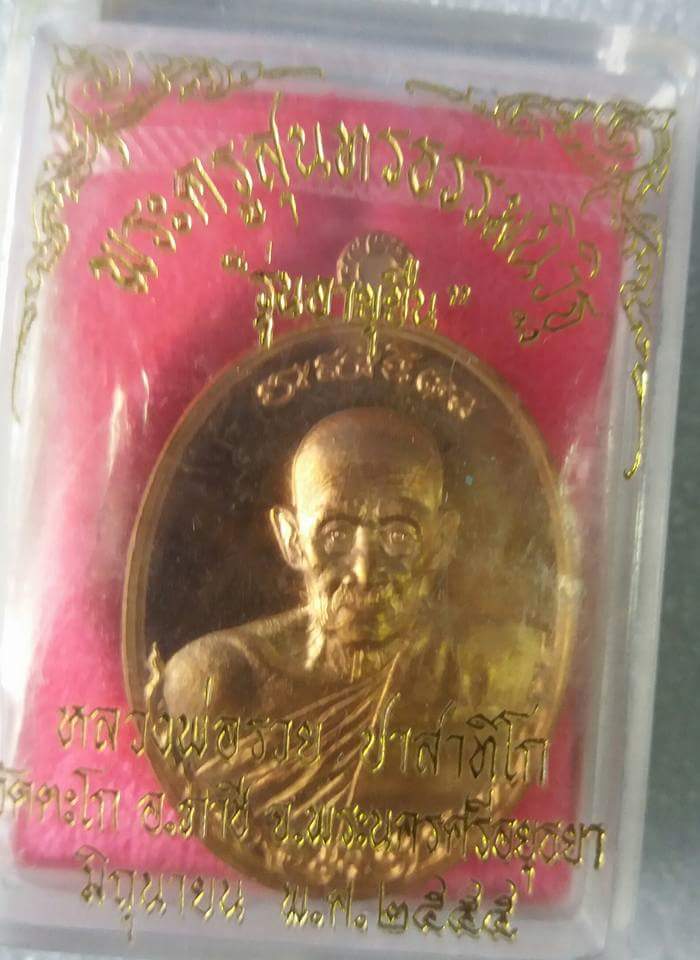 พระครูสุนทรธรรมนิวิฐ
"รุ่นอายุยืน"
หลวงพ่อรวย ปาสาทิโก
วัดตะโก อ.ภาชี จ.พระนครศรีอยุธยา
มิถุนายน พ.ศ.๒๕๕๕